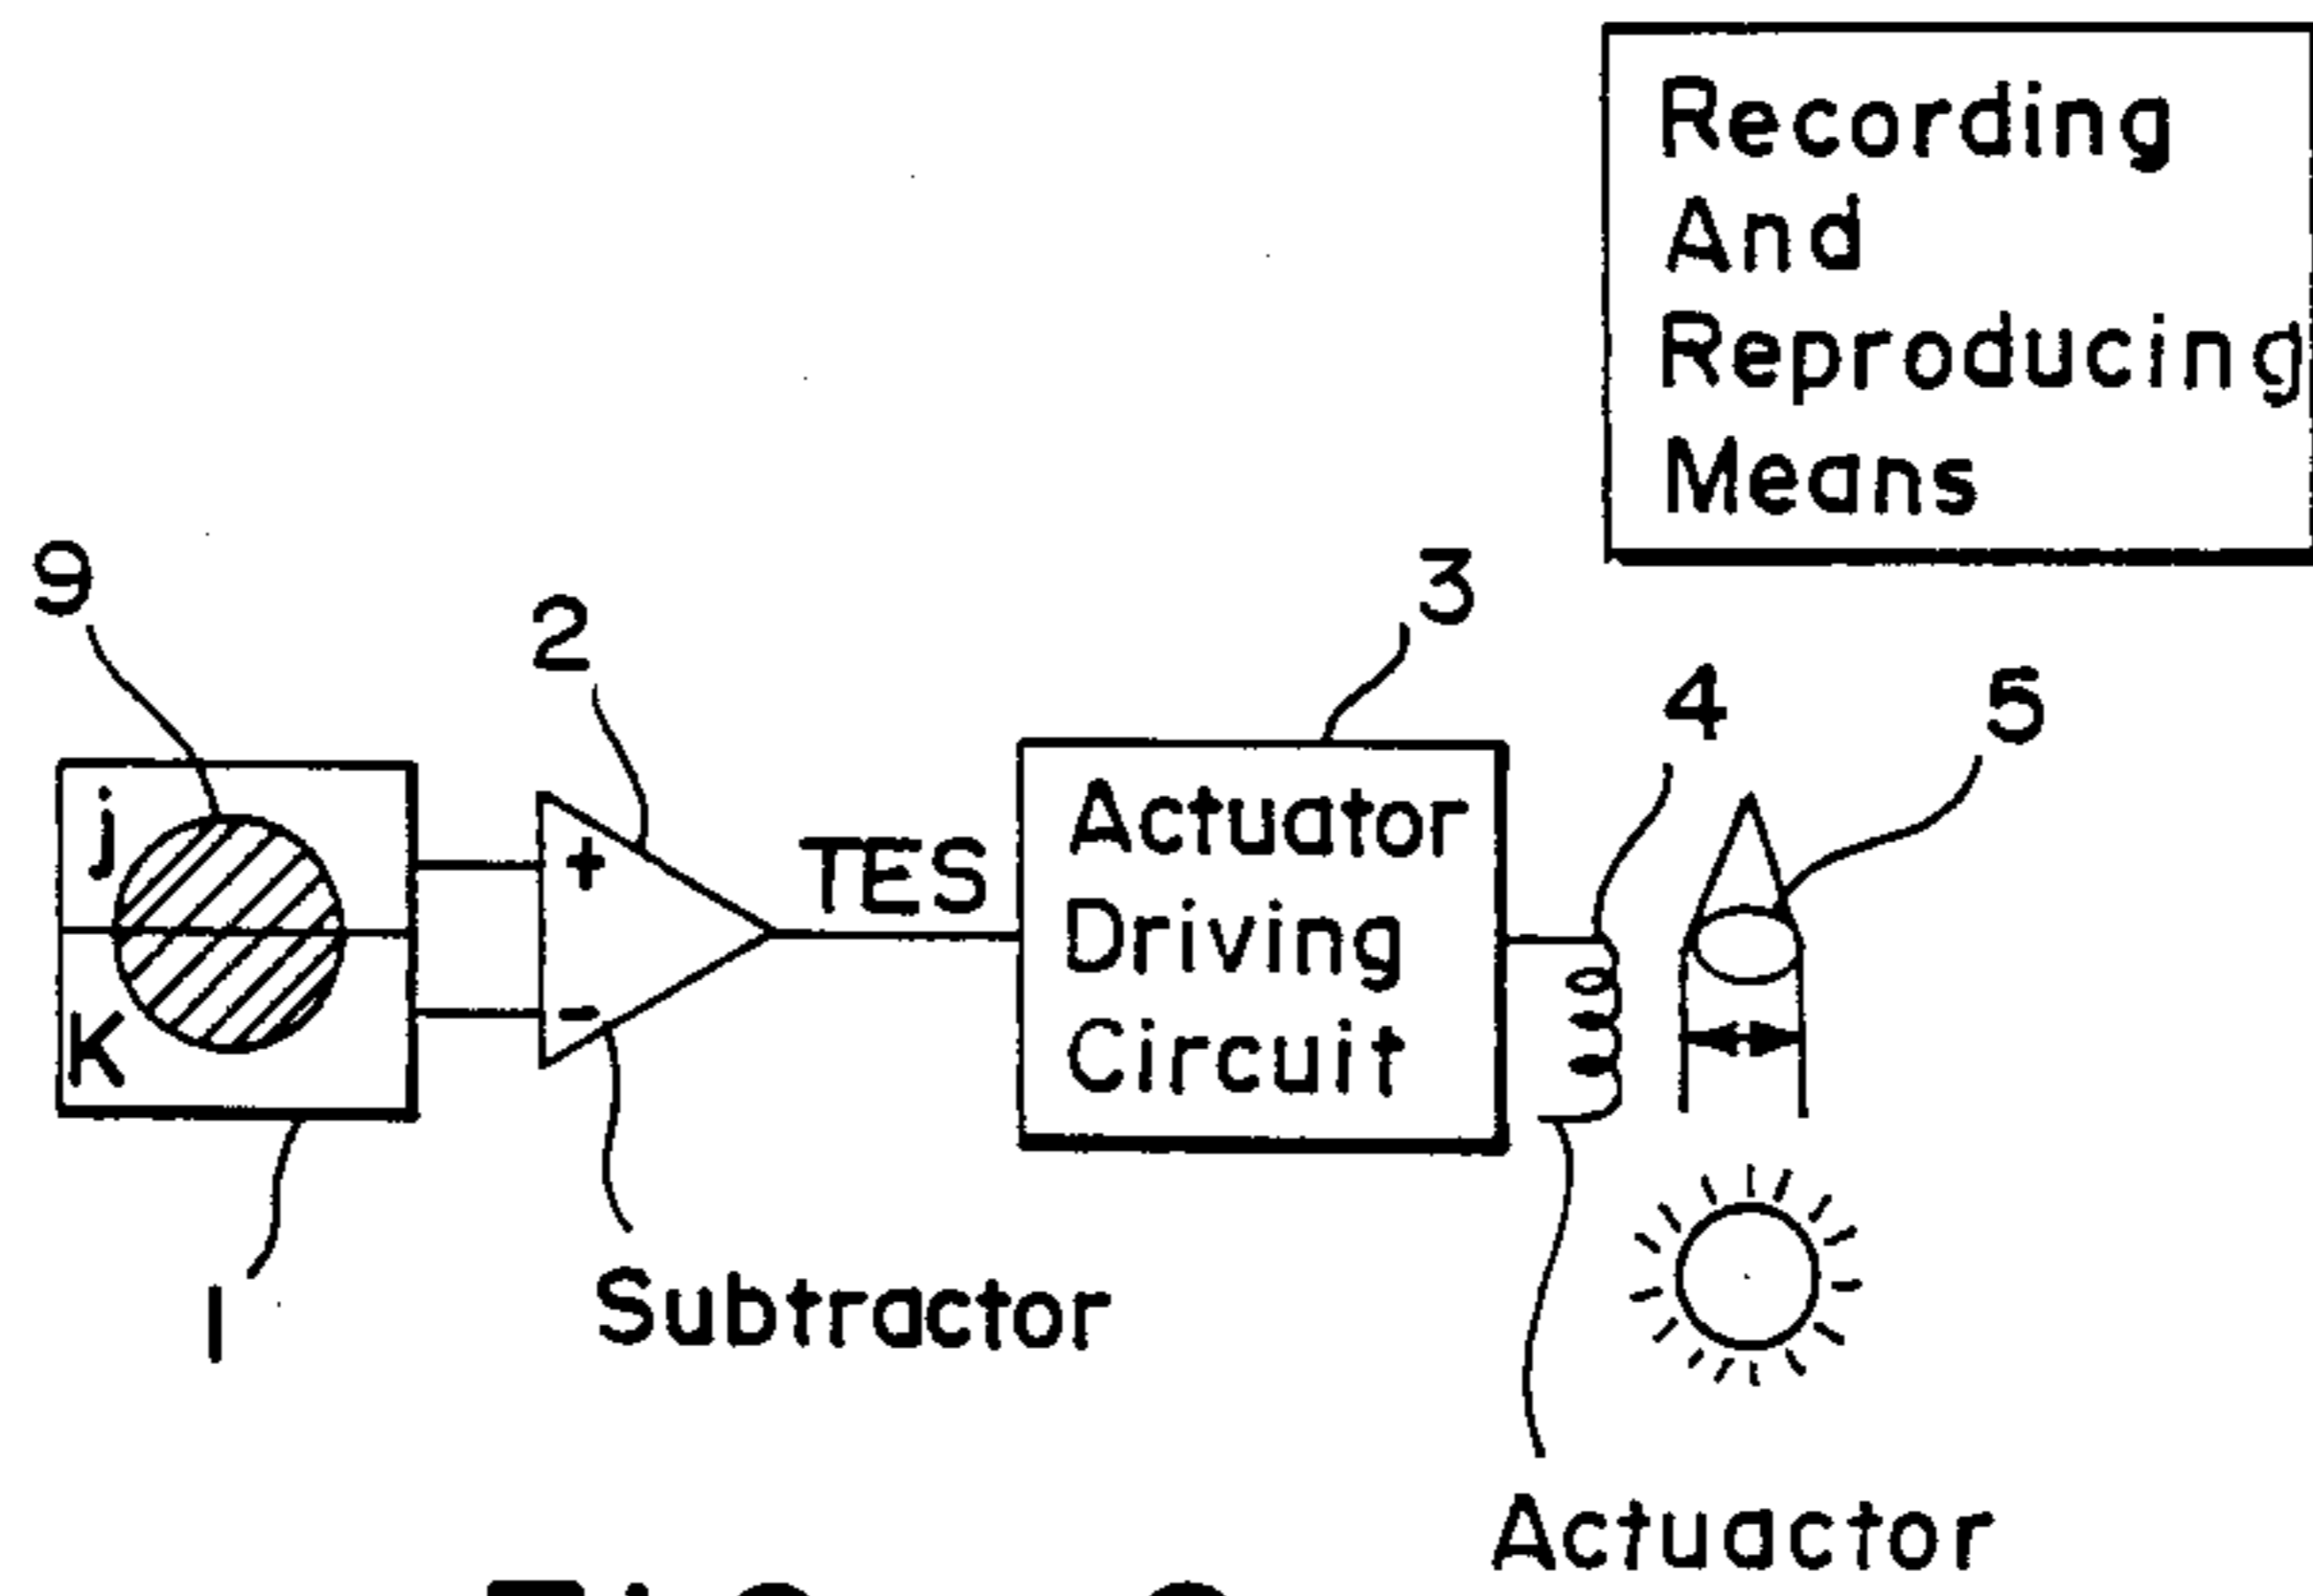 Recording
And
Reproducing
Means
9
2
3
4
5
j
K
+
-
TES
Actuator
Driving
Circuit
1
Subtractor
Actuactor